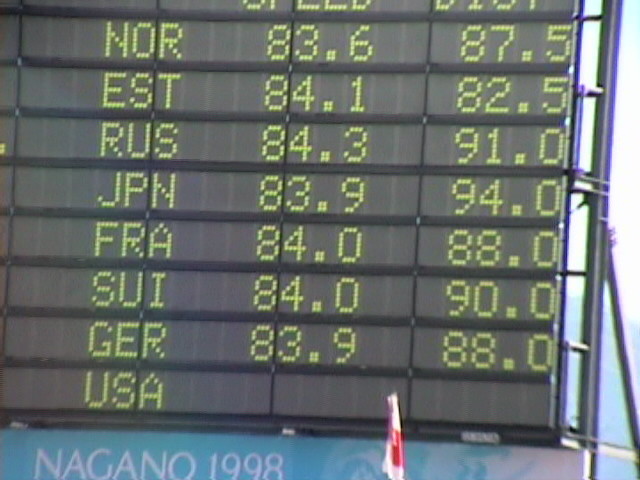 SPEED DIST
NOR 83.6 87.5
EST 84.1 82.5
RUS 84.3 91.0
JPN 83.9 94.0
FRA 84.0 88.0
SUI 84.0 90.0
GER 83.9 88.0
USA
NAGANO 1998